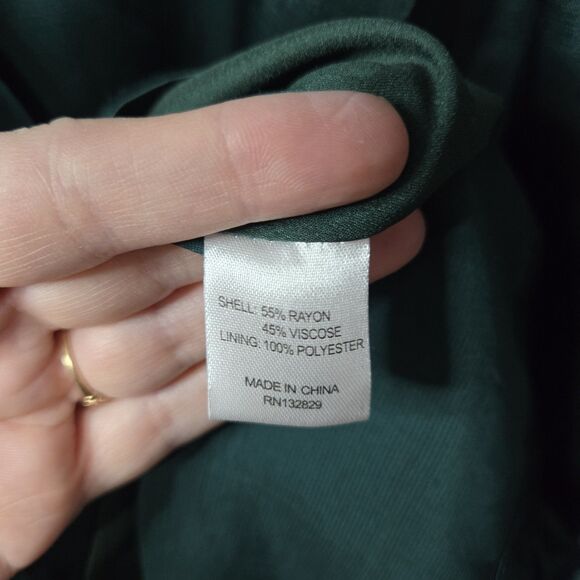 SHELL: 55% RAYON
45% VISCOSE
LINING: 100% POLYESTER
MADE IN CHINA
RN132829